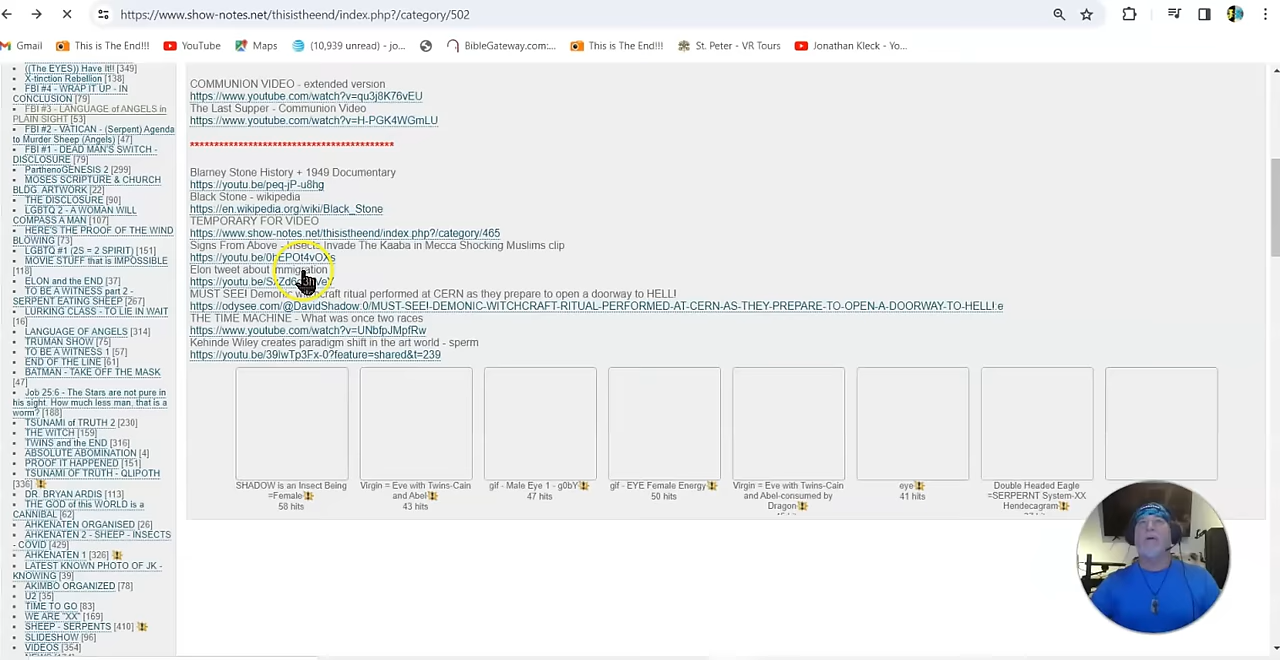 https://www.show-notes.net/thisistheend/index.php?/category/502
Gmail
This is The End!!!
YouTube
Maps
(10,939 unread) - jo...
BibleGateway.com:...
This is The End!!!
St. Peter - VR Tours
Jonathan Kleck - Yo...
((The EYES)) Have It!! [349]
X-tinction Rebellion [138]
FBI #4 - WRAP IT UP - IN
CONCLUSION [79]
FBI #3 - LANGUAGE of ANGELS in
PLAIN SIGHT [53]
FBI #2 - VATICAN - (Serpent) Agenda
to Murder Sheep (Angels) [47]
FBI #1 - DEAD MAN'S SWITCH -
DISCLOSURE [79]
ParthenoGENESIS 2 [299]
MOSES SCRIPTURE & CHURCH
BLDG. ARTWORK [22]
THE DISCLOSURE [90]
LGBTQ 2 - A WOMAN WILL
COMPASS A MAN [107]
HERE'S THE PROOF OF THE WIND
BLOWING [73]
LGBTQ #1 (2S = 2 SPIRIT) [151]
MOVIE STUFF that is IMPOSSIBLE
[118]
ELON and the END [37]
TO BE A WITNESS part 2 -
SERPENT EATING SHEEP [267]
LURKING CLASS - TO LIE IN WAIT
[16]
LANGUAGE OF ANGELS [314]
TRUMAN SHOW [75]
TO BE A WITNESS 1 [57]
END OF THE LINE [61]
BATMAN - TAKE OFF THE MASK
[47]
Job 25:6 - The Stars are not pure in
his sight. How much less man, that is a
worm? [188]
TSUNAMI of TRUTH 2 [230]
THE WITCH [159]
TWINS and the END [316]
ABSOLUTE ABOMINATION [4]
PROOF IT HAPPENED [151]
TSUNAMI OF TRUTH - QLIPOTH
[336]
DR. BRYAN ARDIS [113]
THE GOD of this WORLD is a
CANNIBAL [62]
AHKENATEN ORGANISED [26]
AHKENATEN 2 - SHEEP - INSECTS
- COVID [429]
AHKENATEN 1 [326]
LATEST KNOWN PHOTO OF JK -
KNOWING [39]
AKIMBO ORGANIZED [78]
U2 [35]
TIME TO GO [83]
WE ARE "XX" [169]
SHEEP - SERPENTS [410]
SLIDESHOW [96]
VIDEOS [354]
COMMUNION VIDEO - extended version
https://www.youtube.com/watch?v=qu3j8K76vEU
The Last Supper - Communion Video
https://www.youtube.com/watch?v=H-PGK4WGmLU
******************************************
Blarney Stone History + 1949 Documentary
https://youtu.be/peq-jP-u8hg
Black Stone - wikipedia
https://en.wikipedia.org/wiki/Black_Stone
TEMPORARY FOR VIDEO
https://www.show-notes.net/thisistheend/index.php?/category/465
Signs From Above - Insects Invade The Kaaba in Mecca Shocking Muslims clip
Elon tweet about immigration
MUST SEE! Demonic witchcraft ritual performed at CERN as they prepare to open a doorway to HELL!
https://odysee.com/@DavidShadow:0/MUST-SEE!-DEMONIC-WITCHCRAFT-RITUAL-PERFORMED-AT-CERN-AS-THEY-PREPARE-TO-OPEN-A-DOORWAY-TO-HELL!:e
THE TIME MACHINE - What was once two races
https://www.youtube.com/watch?v=UNbfpJMpfRw
Kehinde Wiley creates paradigm shift in the art world - sperm
https://youtu.be/39iwTp3Fx-0?feature=shared&t=239
SHADOW is an Insect Being
=Female
58 hits
Virgin = Eve with Twins-Cain
and Abel
43 hits
gif - Male Eye 1 - g0bY
47 hits
gif - EYE Female Energy
50 hits
Virgin = Eve with Twins-Cain
and Abel-consumed by
Dragon
eye
41 hits
Double Headed Eagle
=SERPERNT System-XX
Hendecagram